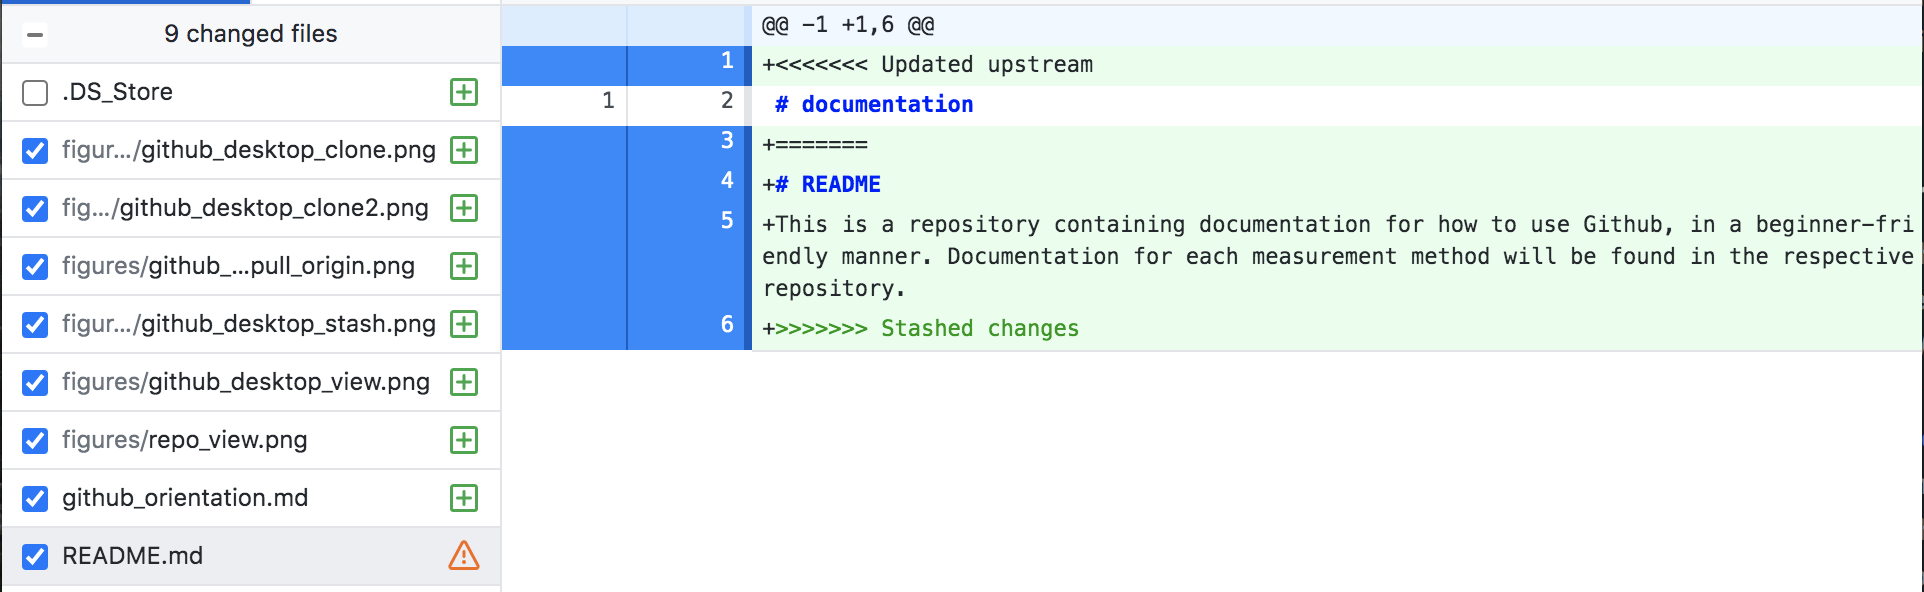 9 changed files
.DS_Store
figur.../github_desktop_clone.png
fig.../github_desktop_clone2.png
figures/github_...pull_origin.png
figur.../github_desktop_stash.png
figures/github_desktop_view.png
figures/repo_view.png
github_orientation.md
README.md
@@ -1 +1,6 @@
1 +<<<<<<< Updated upstream
1 2 # documentation
3 +=======
4 +# README
5 +This is a repository containing documentation for how to use Github, in a beginner-fri
endly manner. Documentation for each measurement method will be found in the respective
repository.
6 +>>>>>>> Stashed changes